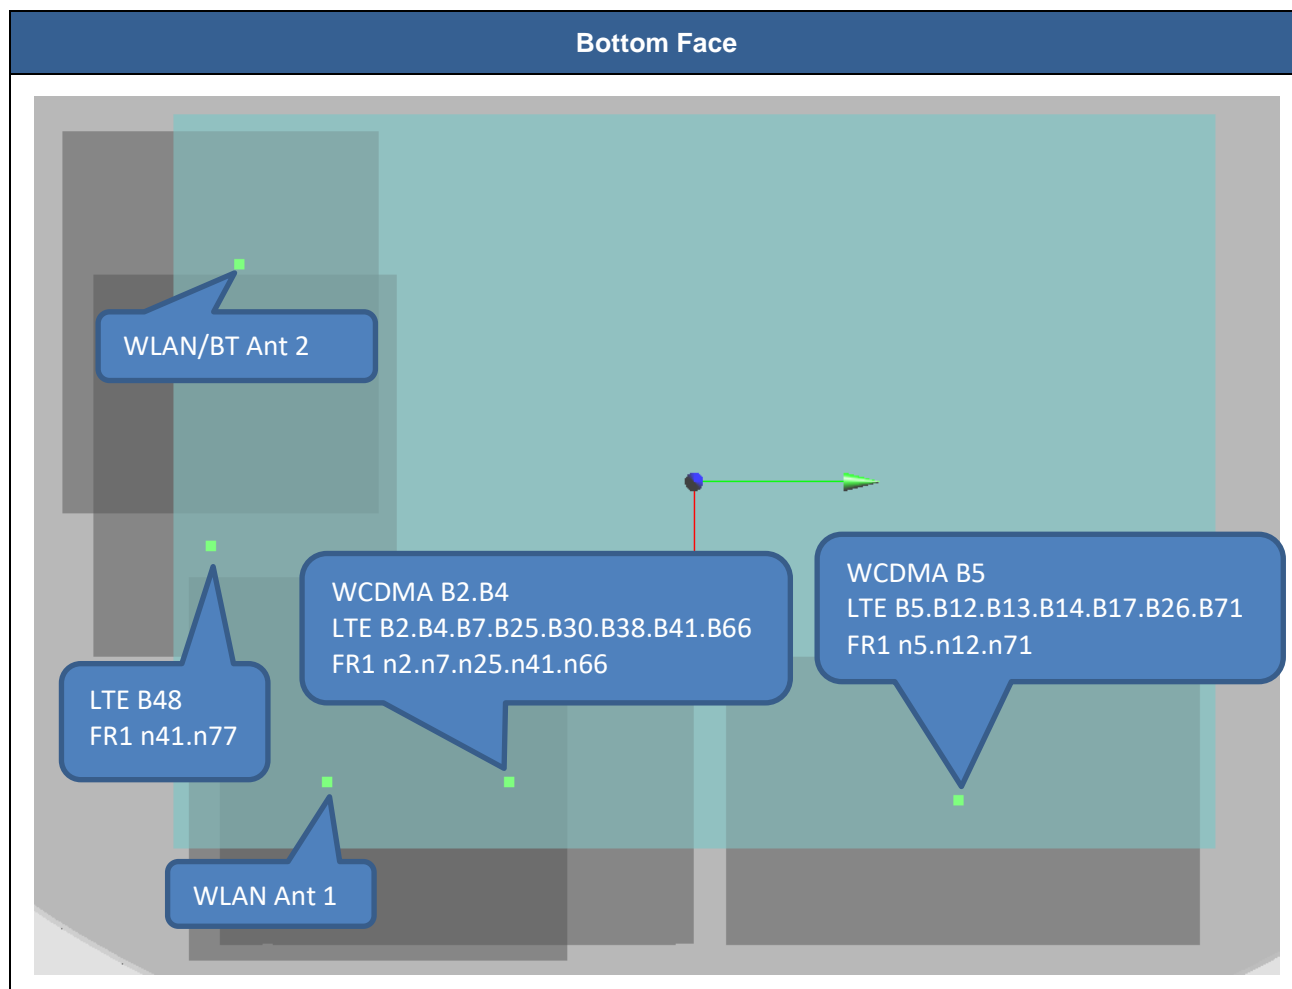 Bottom Face
WLAN/BT Ant 2
WCDMA B2.B4
LTE B2.B4.B7.B25.B30.B38.B41.B66
FR1 n2.n7.n25.n41.n66
WCDMA B5
LTE B5.B12.B13.B14.B17.B26.B71
FR1 n5.n12.n71
LTE B48
FR1 n41.n77
WLAN Ant 1